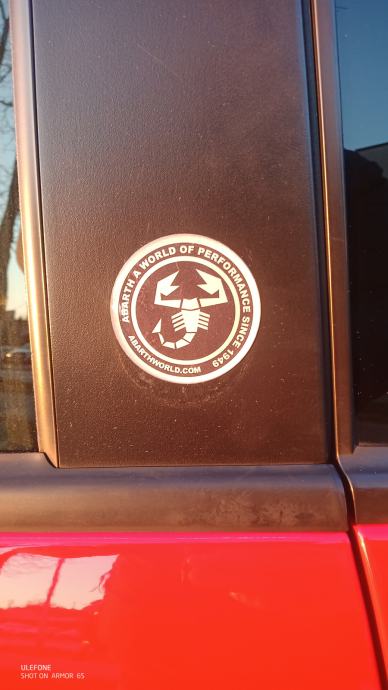 ABARTH A WORLD OF PERFORMANCE SINCE 1949
ABARTHWORLD.COM
ULEFONE
SHOT ON ARMOR 6S